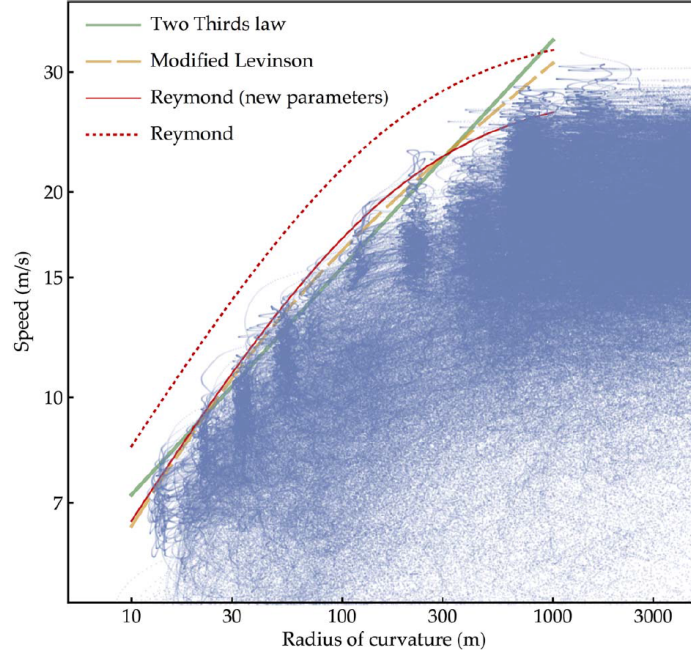 Two Thirds law
Modified Levinson
Reymond (new parameters)
Reymond
30
20
15
10
7
Speed (m/s)
10 30 100 300 1000 3000
Radius of curvature (m)